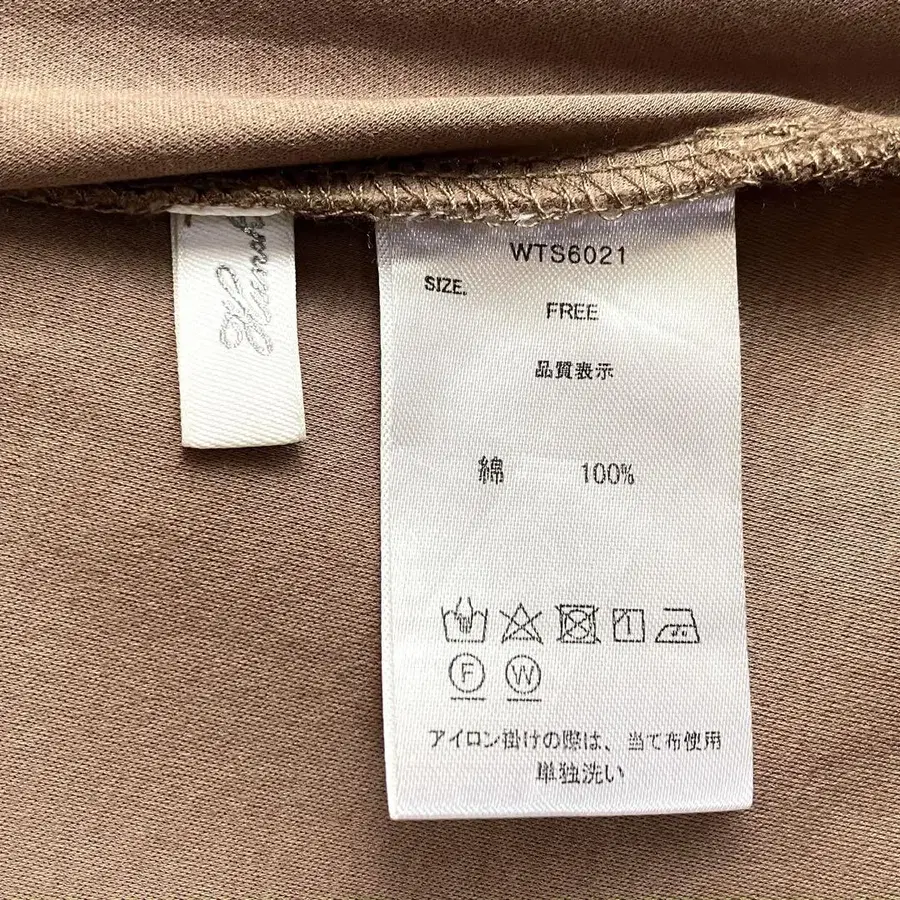 WTS6021
SIZE.
FREE
品質表示
綿 100%
F W
アイロン掛けの際は、当て布使用
単独洗い